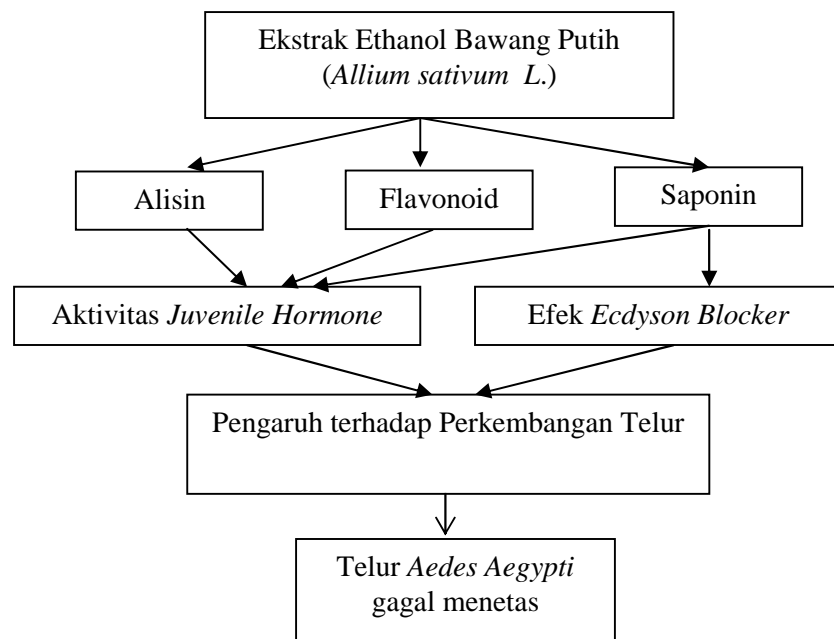 Ekstrak Ethanol Bawang Putih
(Allium sativum L.)
Alisin
Flavonoid
Saponin
Aktivitas Juvenile Hormone
Efek Ecdyson Blocker
Pengaruh terhadap Perkembangan Telur
Telur Aedes Aegypti
gagal menetas